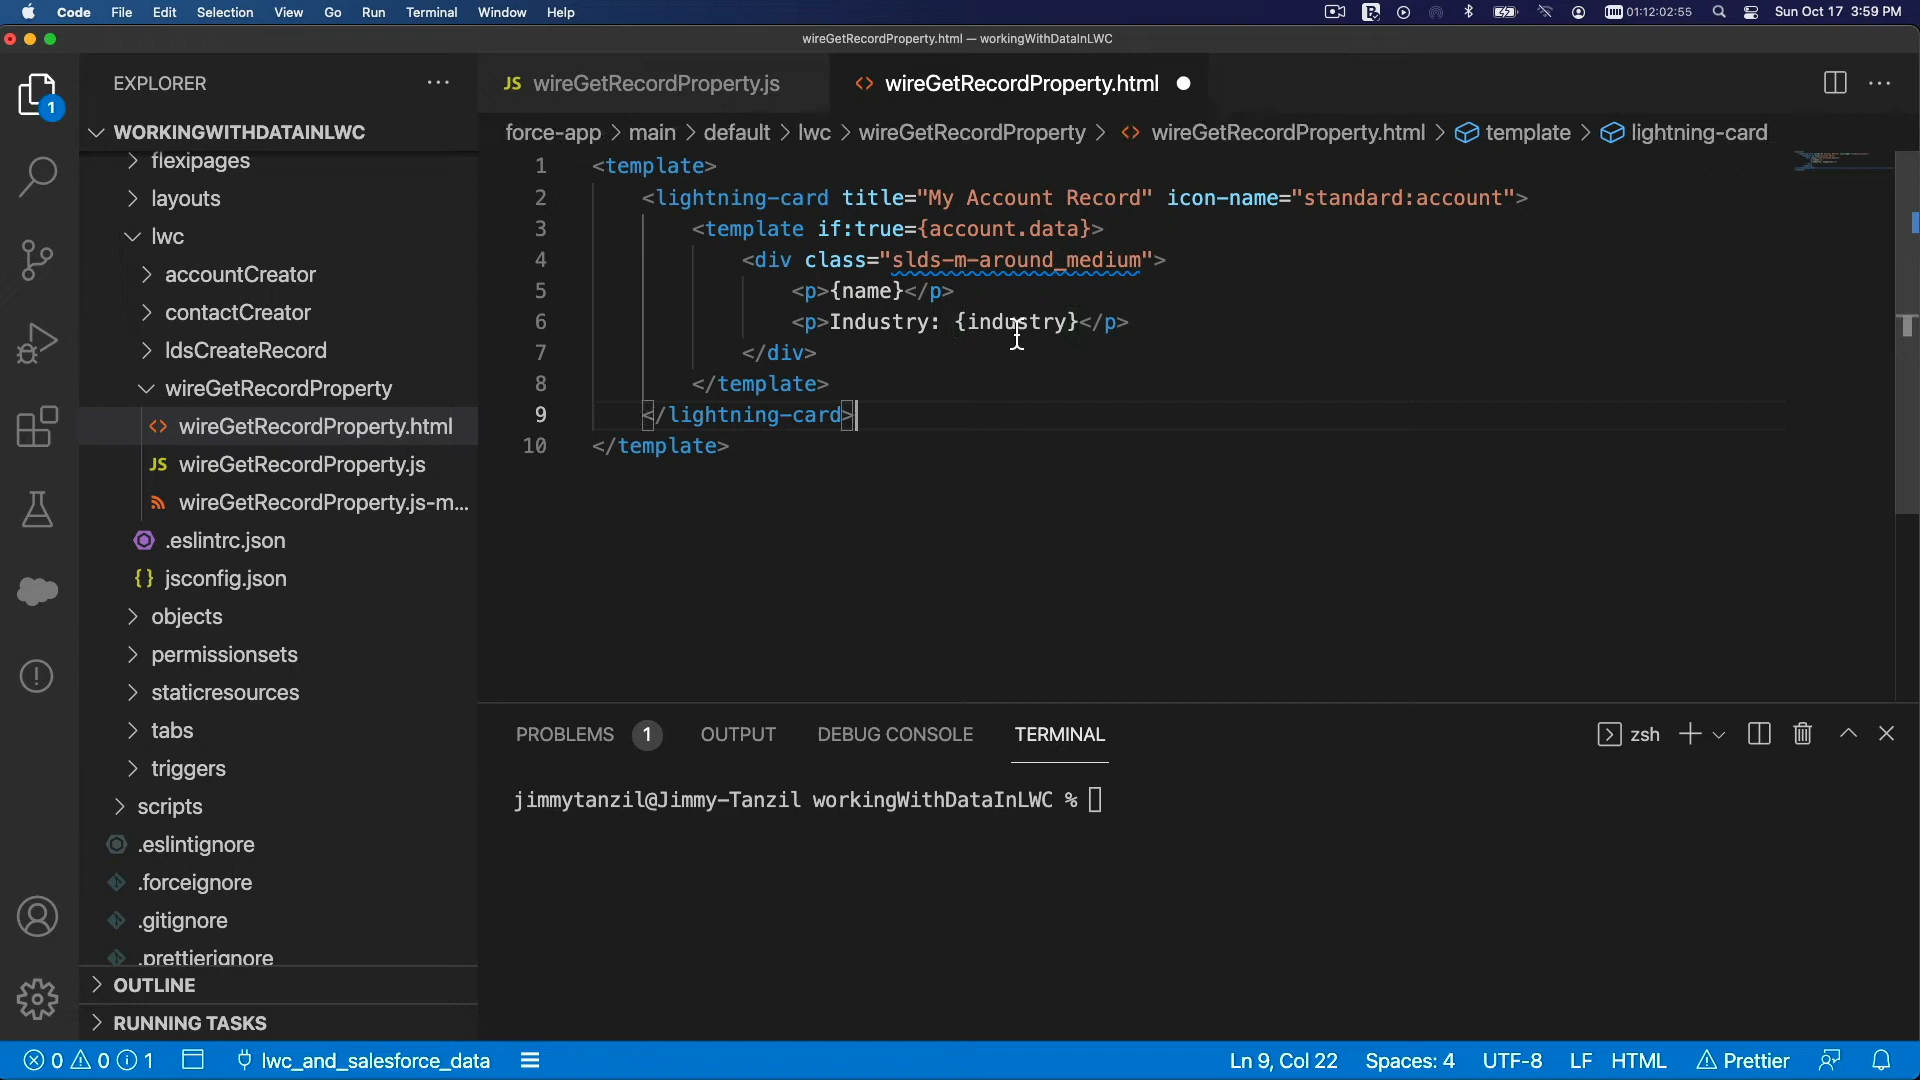 Code File Edit Selection View Go Run Terminal Window Help 01:12:02:55 Sun Oct 17 3:59 PM
wireGetRecordProperty.html — workingWithDataInLWC
EXPLORER
1
WORKINGWITHDATAINLWC
flexipages
layouts
lwc
accountCreator
contactCreator
ldsCreateRecord
wireGetRecordProperty
<> wireGetRecordProperty.html
JS wireGetRecordProperty.js
wireGetRecordProperty.js-m...
.eslintrc.json
{} jsconfig.json
objects
permissionsets
staticresources
tabs
triggers
scripts
.eslintignore
.forceignore
.gitignore
.prettierignore
OUTLINE
RUNNING TASKS
JS wireGetRecordProperty.js <> wireGetRecordProperty.html
force-app > main > default > lwc > wireGetRecordProperty > <> wireGetRecordProperty.html > template > lightning-card
1 <template>
2 <lightning-card title="My Account Record" icon-name="standard:account">
3 <template if:true={account.data}>
4 <div class="slds-m-around_medium">
5 <p>{name}</p>
6 <p>Industry: {industry}</p>
7 </div>
8 </template>
9 </lightning-card>
10 </template>
PROBLEMS 1 OUTPUT DEBUG CONSOLE TERMINAL zsh
jimmytanzil@Jimmy-Tanzil workingWithDataInLWC %
0 0 1 lwc_and_salesforce_data Ln 9, Col 22 Spaces: 4 UTF-8 LF HTML Prettier